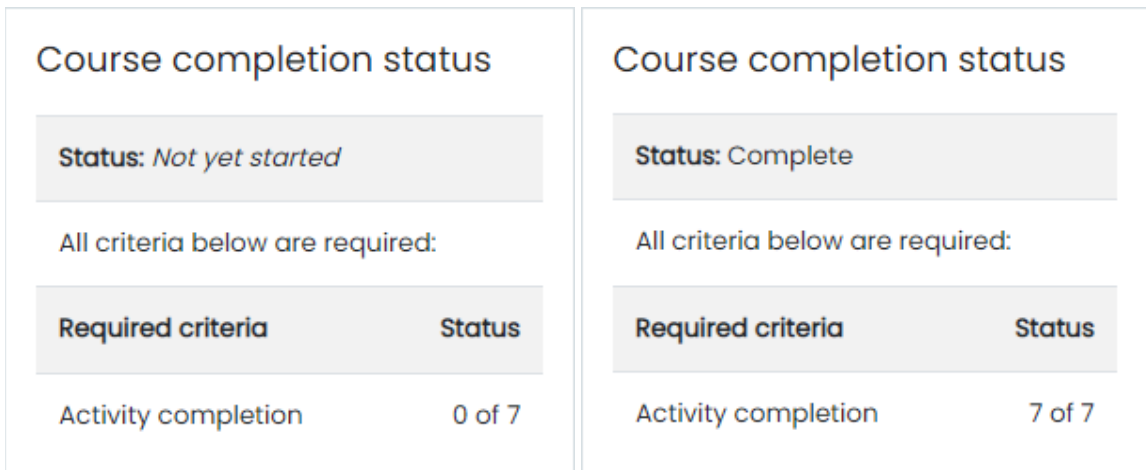 Course completion status
Status: Not yet started
All criteria below are required:
Required criteria Status
Activity completion 0 of 7
Course completion status
Status: Complete
All criteria below are required:
Required criteria Status
Activity completion 7 of 7